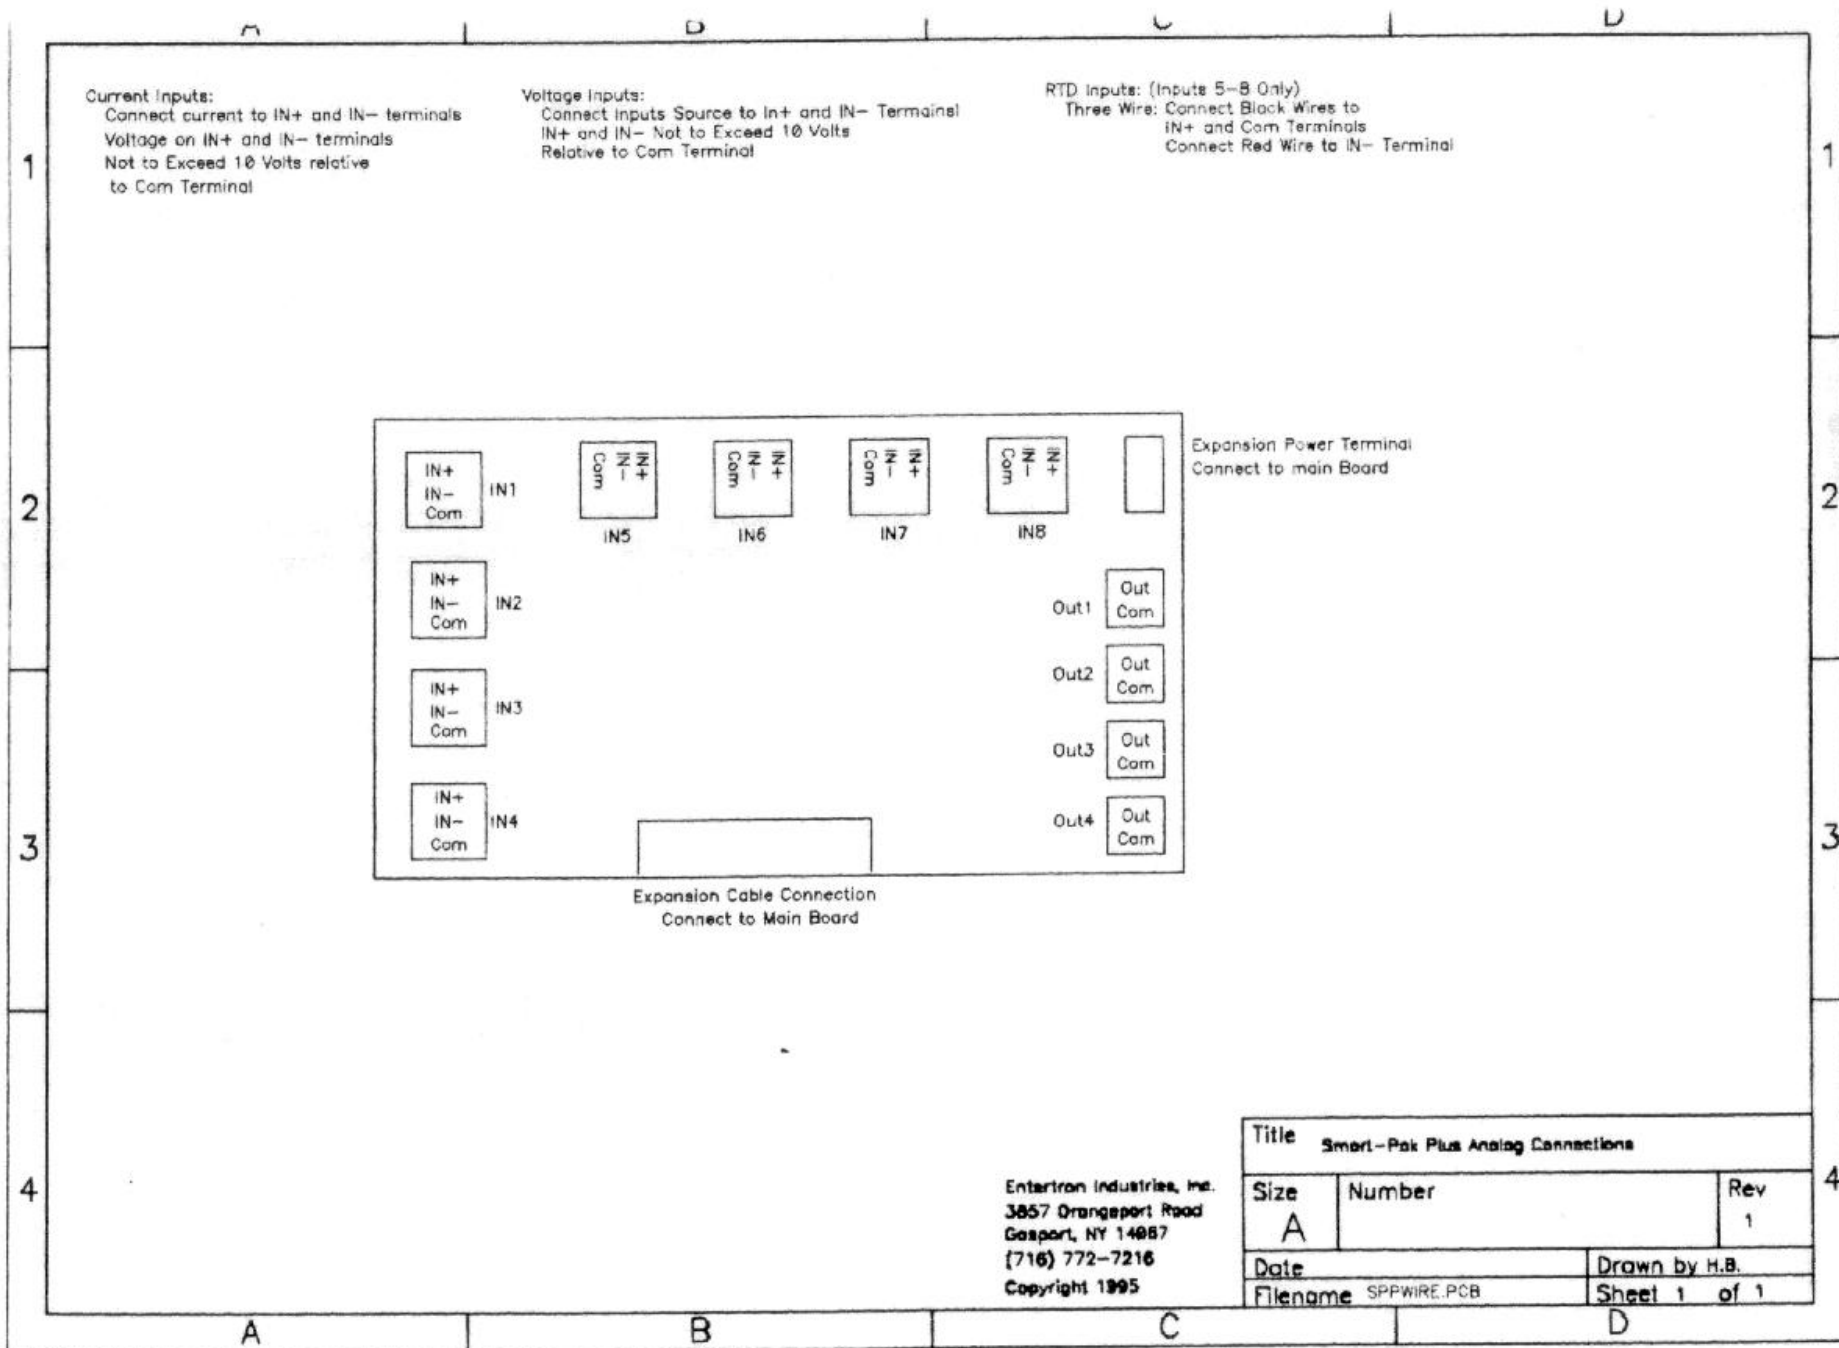 A B C D
Current Inputs:
Connect current to IN+ and IN- terminals
Voltage on IN+ and IN- terminals
Not to Exceed 10 Volts relative
to Com Terminal
Voltage Inputs:
Connect Inputs Source to In+ and IN- Termainsl
IN+ and IN- Not to Exceed 10 Volts
Relative to Com Terminal
RTD Inputs: (Inputs 5-8 Only)
Three Wire: Connect Black Wires to
IN+ and Com Terminals
Connect Red Wire to IN- Terminal
1 1
2 2
3 3
4 4
IN+
IN-
Com
IN1
IN+
IN-
Com
IN2
IN+
IN-
Com
IN3
IN+
IN-
Com
IN4
IN+
IN-
Com
IN5
IN+
IN-
Com
IN6
IN+
IN-
Com
IN7
IN+
IN-
Com
IN8
Expansion Power Terminal
Connect to main Board
Out1
Out
Com
Out2
Out
Com
Out3
Out
Com
Out4
Out
Com
Expansion Cable Connection
Connect to Main Board
Entertron Industries, Inc.
3857 Orangeport Road
Gasport, NY 14067
(716) 772-7216
Copyright 1995
Title Smart-Pak Plus Analog Connections
Size
A
Number
Rev
1
Date
Drawn by H.B.
Filename SPPWIRE.PCB
Sheet 1 of 1
A B C D